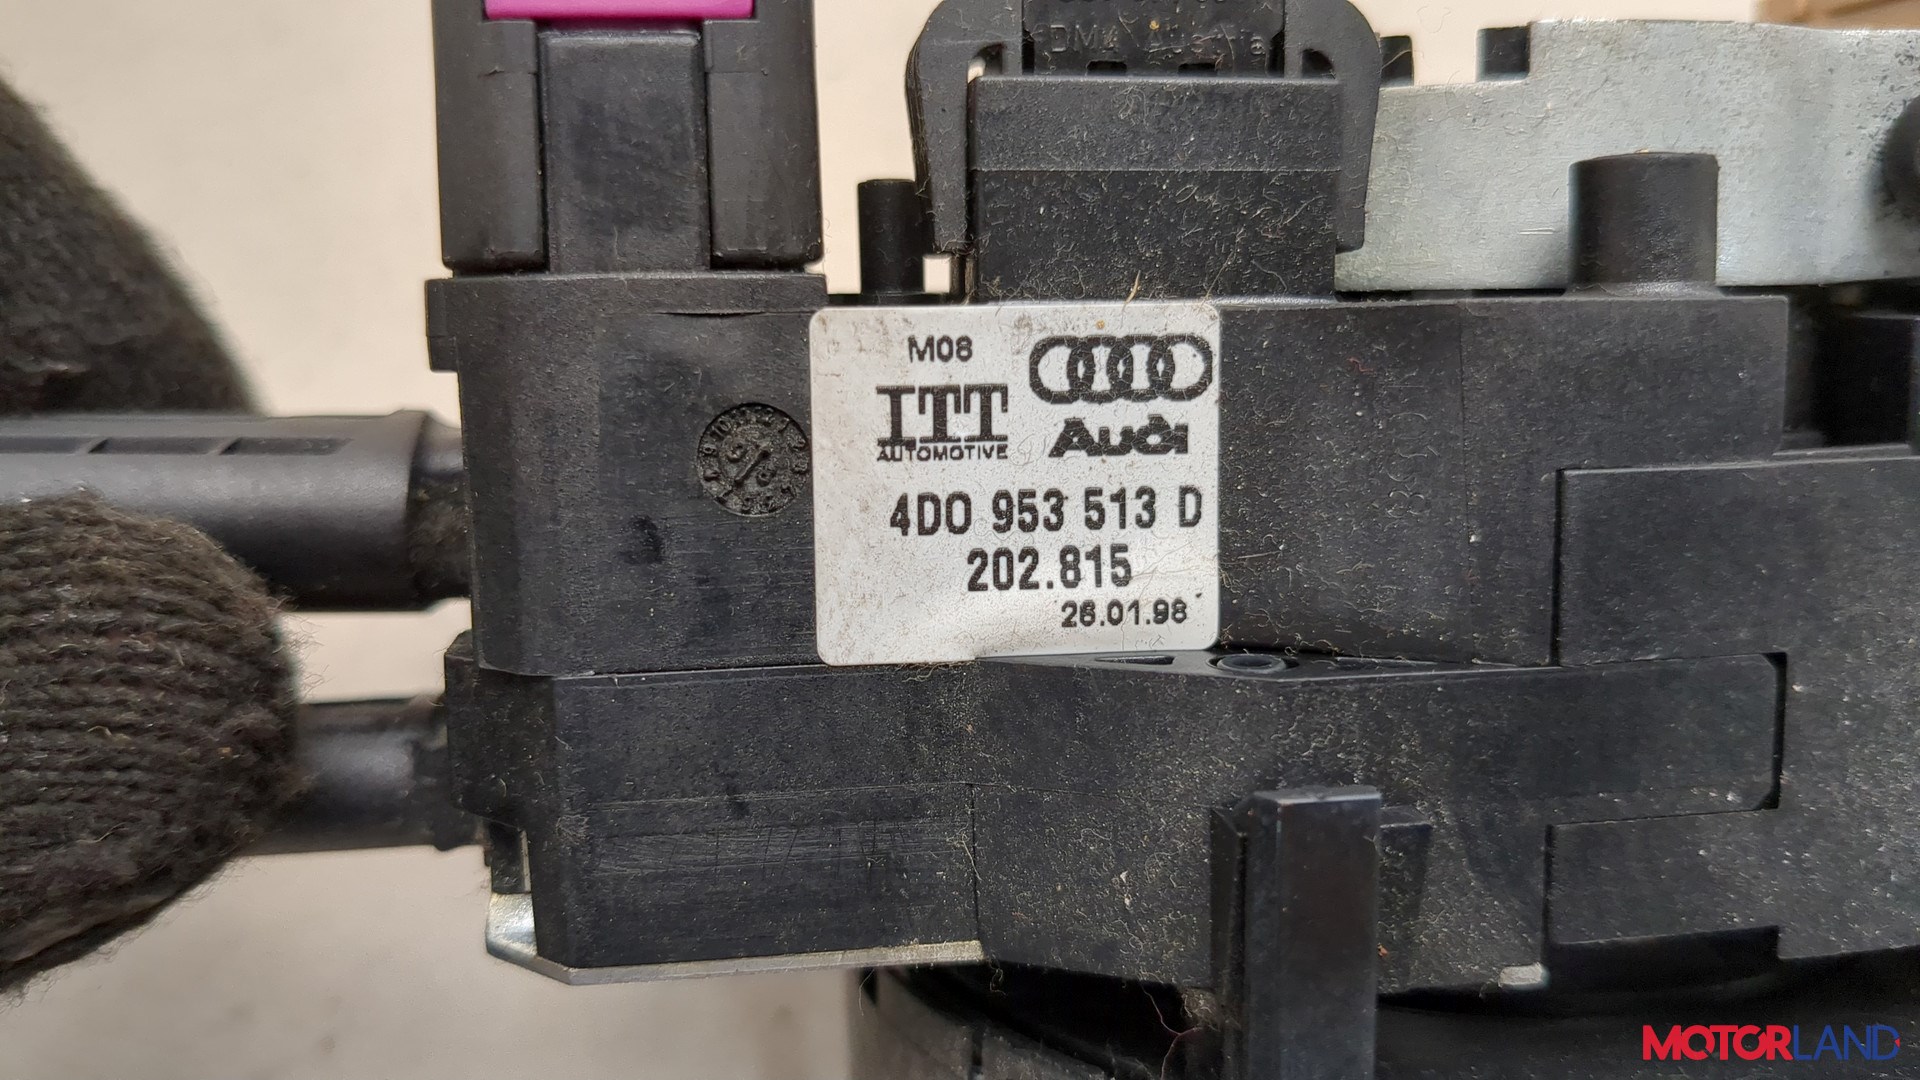 M08
ITT
AUTOMOTIVE
Audi
4D0 953 513 D
202.815
26.01.98
MOTORLAND